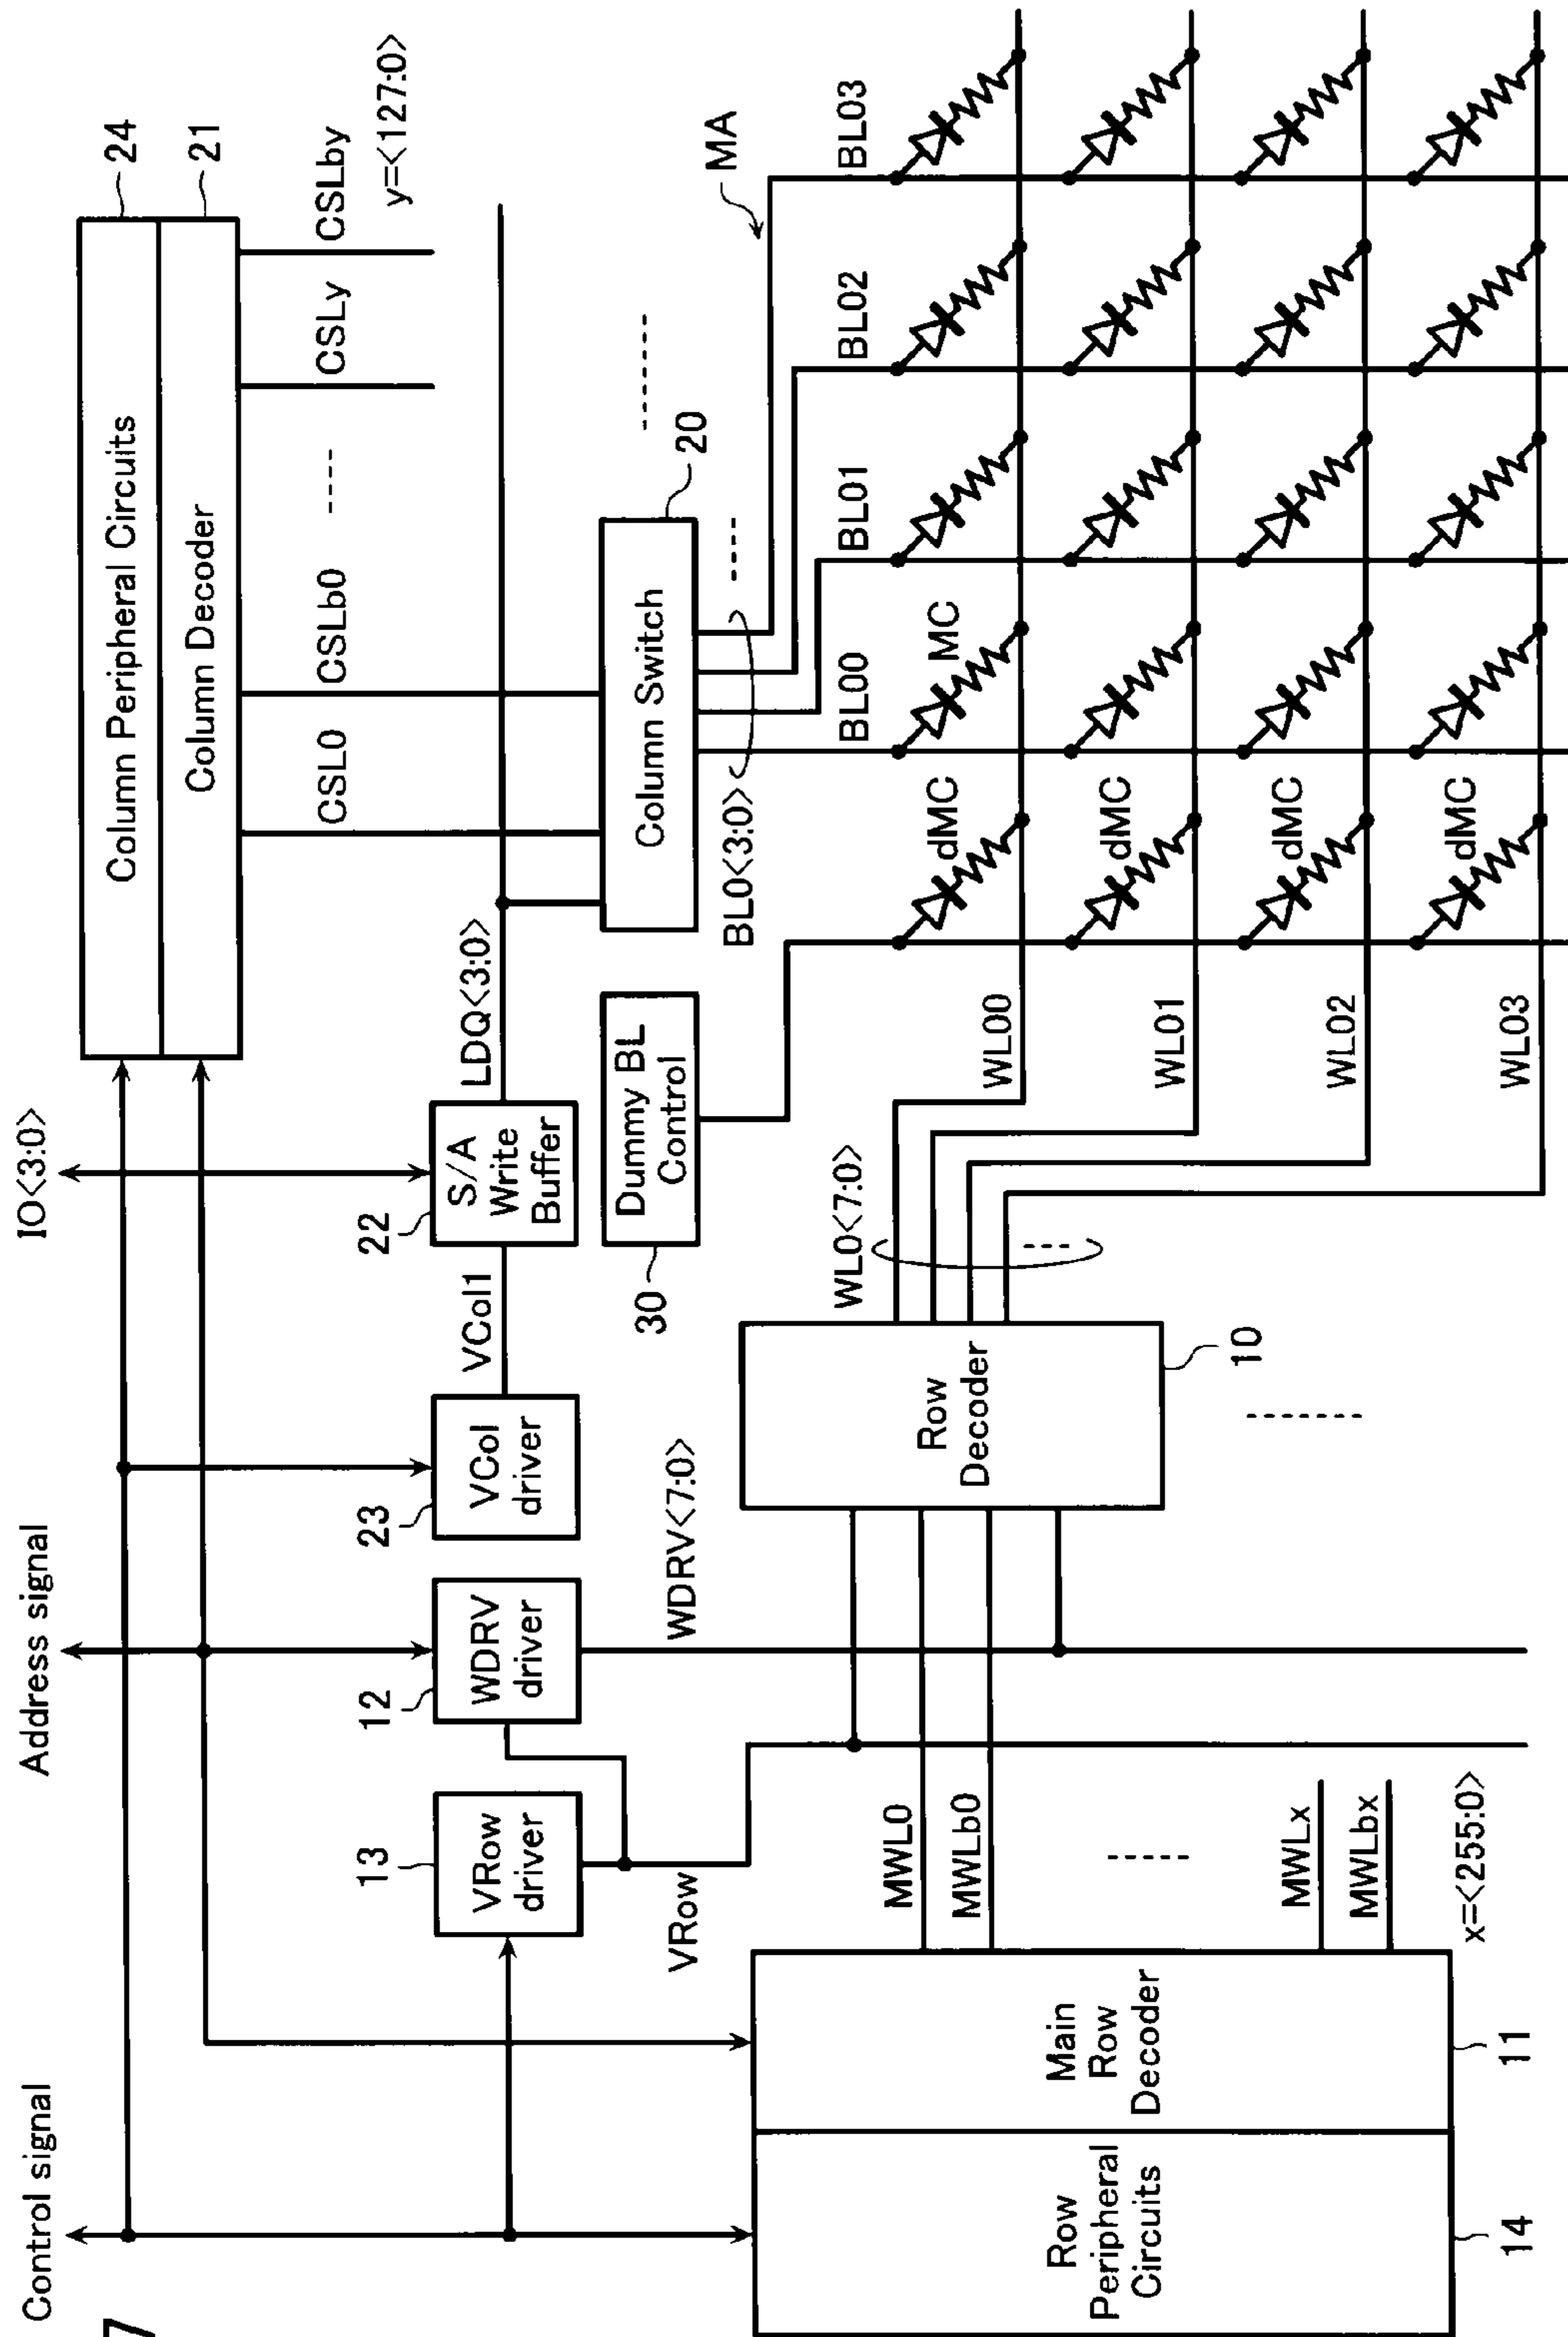 7
Control signal
Address signal
IO<3:0>
Column Peripheral Circuits
24
Column Decoder
21
CSL0
CSLb0
CSLy
CSLby
y=<127:0>
13
VRow
driver
12
WDRV
driver
23
VCol
driver
VCol1
22
S/A
Write
Buffer
LDQ<3:0>
30
Dummy BL
Control
Column Switch
20
BL0<3:0>
MA
VRow
WDRV<7:0>
WL0<7:0>
BL00
BL01
BL02
BL03
MWL0
MWLb0
MWLx
MWLbx
x=<255:0>
Row
Decoder
10
dMC
MC
dMC
dMC
dMC
WL00
WL01
WL02
WL03
Row
Peripheral
Circuits
14
Main
Row
Decoder
11